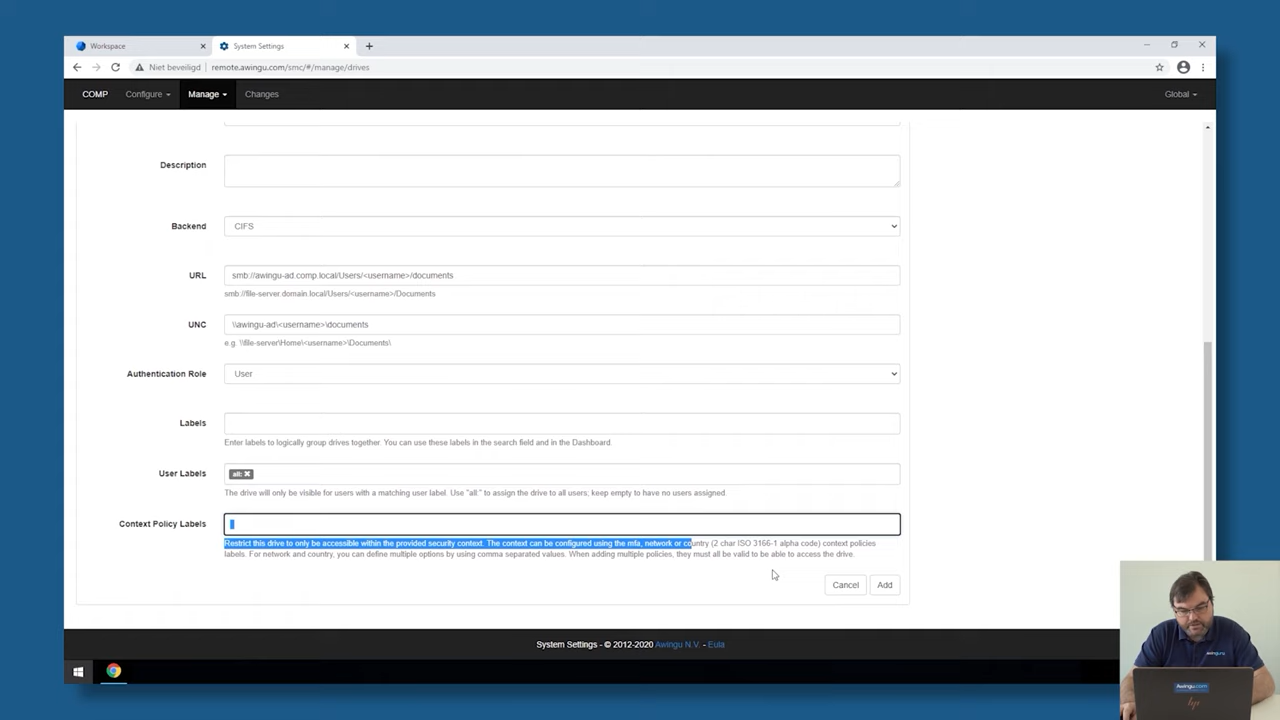 Workspace
System Settings
Niet beveiligd
remote.awingu.com/smc/#/manage/drives
COMP
Configure
Manage
Changes
Global
Description
Backend
CIFS
URL
smb://awingu-ad.comp.local/Users/<username>/documents
smb://file-server.domain.local/Users/<username>/Documents
UNC
\\awingu-ad\<username>\documents
e.g. \\file-server\Home\<username>\Documents\
Authentication Role
User
Labels
Enter labels to logically group drives together. You can use these labels in the search field and in the Dashboard.
User Labels
all:
The drive will only be visible for users with a matching user label. Use "all:" to assign the drive to all users; keep empty to have no users assigned.
Context Policy Labels
Restrict this drive to only be accessible within the provided security context. The context can be configured using the mfa, network or country (2 char ISO 3166-1 alpha code) context policies
labels. For network and country, you can define multiple options by using comma separated values. When adding multiple policies, they must all be valid to be able to access the drive.
Cancel
Add
System Settings - © 2012-2020 Awingu N.V. - Eula
Awingu.com
hp